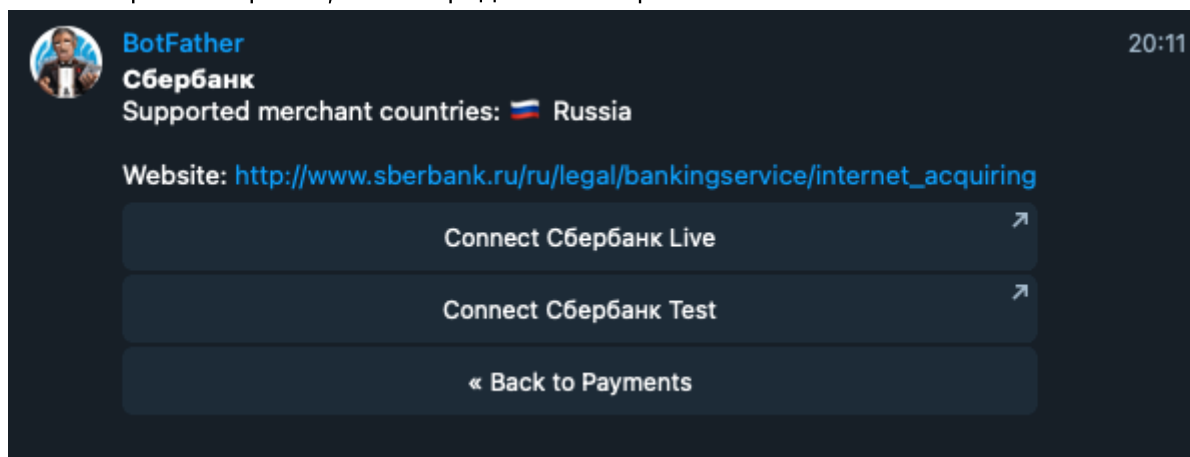 BotFather 20:11
Сбербанк
Supported merchant countries: 🇷🇺 Russia
Website: http://www.sberbank.ru/ru/legal/bankingservice/internet_acquiring
Connect Сбербанк Live
Connect Сбербанк Test
« Back to Payments